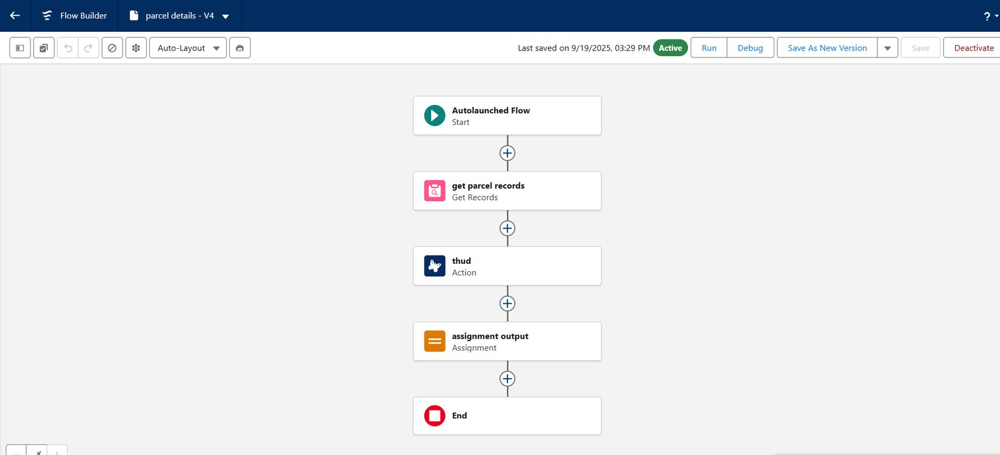 Flow Builder
parcel details - V4
?
Auto-Layout
Last saved on 9/19/2025, 03:29 PM
Active
Run
Debug
Save As New Version
Save
Deactivate
Autolaunched Flow
Start
get parcel records
Get Records
thud
Action
assignment output
Assignment
End